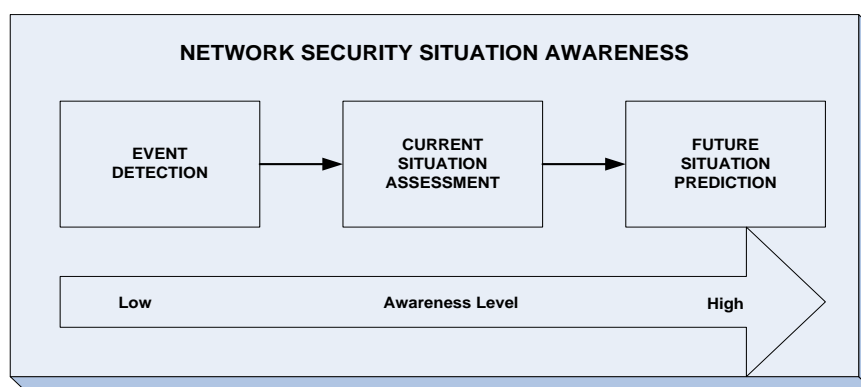 NETWORK SECURITY SITUATION AWARENESS
EVENT
DETECTION
CURRENT
SITUATION
ASSESSMENT
FUTURE
SITUATION
PREDICTION
Low Awareness Level High